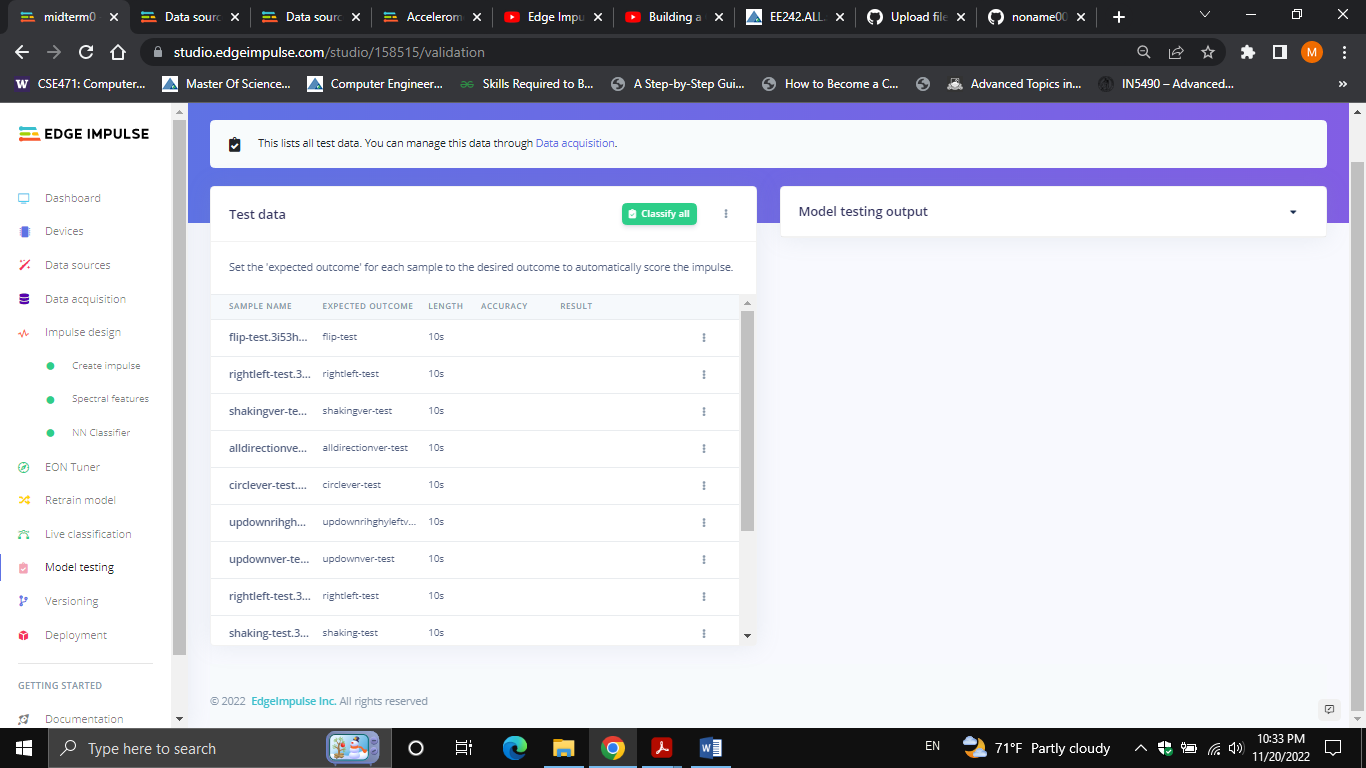 midterm0
Data sourc
Data sourc
Accelerom
Edge Impu
Building a
EE242.ALL.
Upload file
noname00
studio.edgeimpulse.com/studio/158515/validation
M
CSE471: Computer...
Master Of Science...
Computer Engineer...
Skills Required to B...
A Step-by-Step Gui...
How to Become a C...
Advanced Topics in...
IN5490 – Advanced...
EDGE IMPULSE
Dashboard
Devices
Data sources
Data acquisition
Impulse design
Create impulse
Spectral features
NN Classifier
EON Tuner
Retrain model
Live classification
Model testing
Versioning
Deployment
GETTING STARTED
Documentation
This lists all test data. You can manage this data through Data acquisition.
Test data
Classify all
Set the 'expected outcome' for each sample to the desired outcome to automatically score the impulse.
SAMPLE NAME EXPECTED OUTCOME LENGTH ACCURACY RESULT
flip-test.3i53h... flip-test 10s
rightleft-test.3... rightleft-test 10s
shakingver-te... shakingver-test 10s
alldirectionve... alldirectionver-test 10s
circlever-test.... circlever-test 10s
updownrihgh... updownrihghyleftv... 10s
updownver-te... updownver-test 10s
rightleft-test.3... rightleft-test 10s
shaking-test.3... shaking-test 10s
Model testing output
© 2022 EdgeImpulse Inc. All rights reserved
Type here to search
EN
71°F Partly cloudy
10:33 PM
11/20/2022